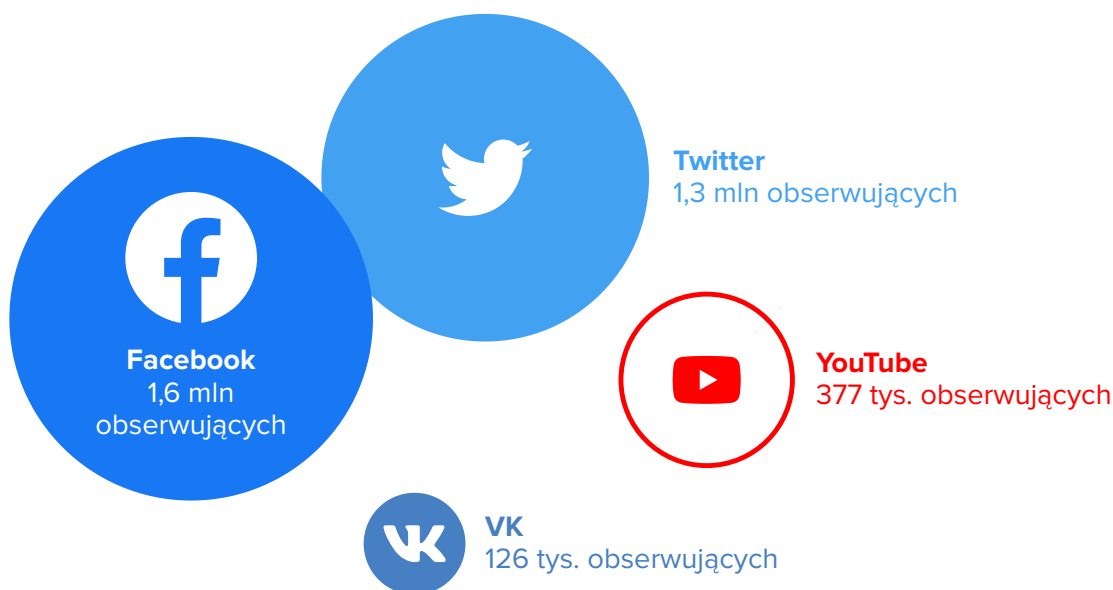 Twitter
1,3 mln obserwujących
Facebook
1,6 mln
obserwujących
YouTube
377 tys. obserwujących
VK
126 tys. obserwujących